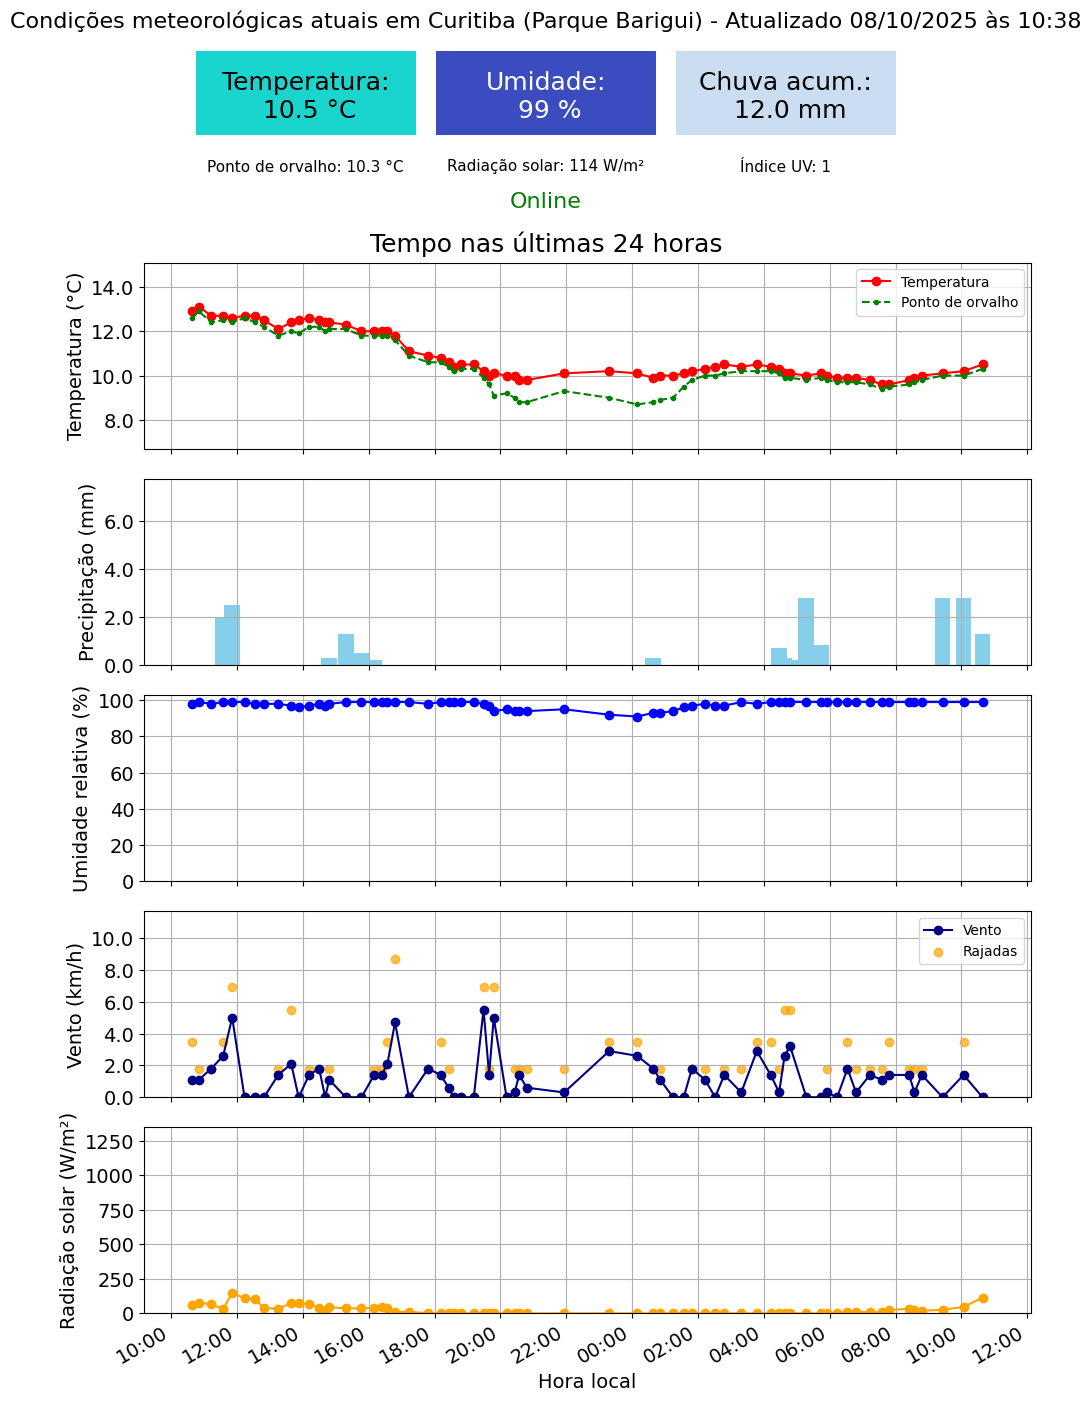 Condições meteorológicas atuais em Curitiba (Parque Barigui) - Atualizado 08/10/2025 às 10:38
Temperatura:
10.5 °C
Umidade:
99 %
Chuva acum.:
12.0 mm
Ponto de orvalho: 10.3 °C
Radiação solar: 114 W/m²
Índice UV: 1
Online
Tempo nas últimas 24 horas
Temperatura (°C)
14.0
12.0
10.0
8.0
Temperatura
Ponto de orvalho
Precipitação (mm)
6.0
4.0
2.0
0.0
Umidade relativa (%)
100
80
60
40
20
0
Vento (km/h)
10.0
8.0
6.0
4.0
2.0
0.0
Vento
Rajadas
Radiação solar (W/m²)
1250
1000
750
500
250
0
10:00
12:00
14:00
16:00
18:00
20:00
22:00
00:00
02:00
04:00
06:00
08:00
10:00
12:00
Hora local